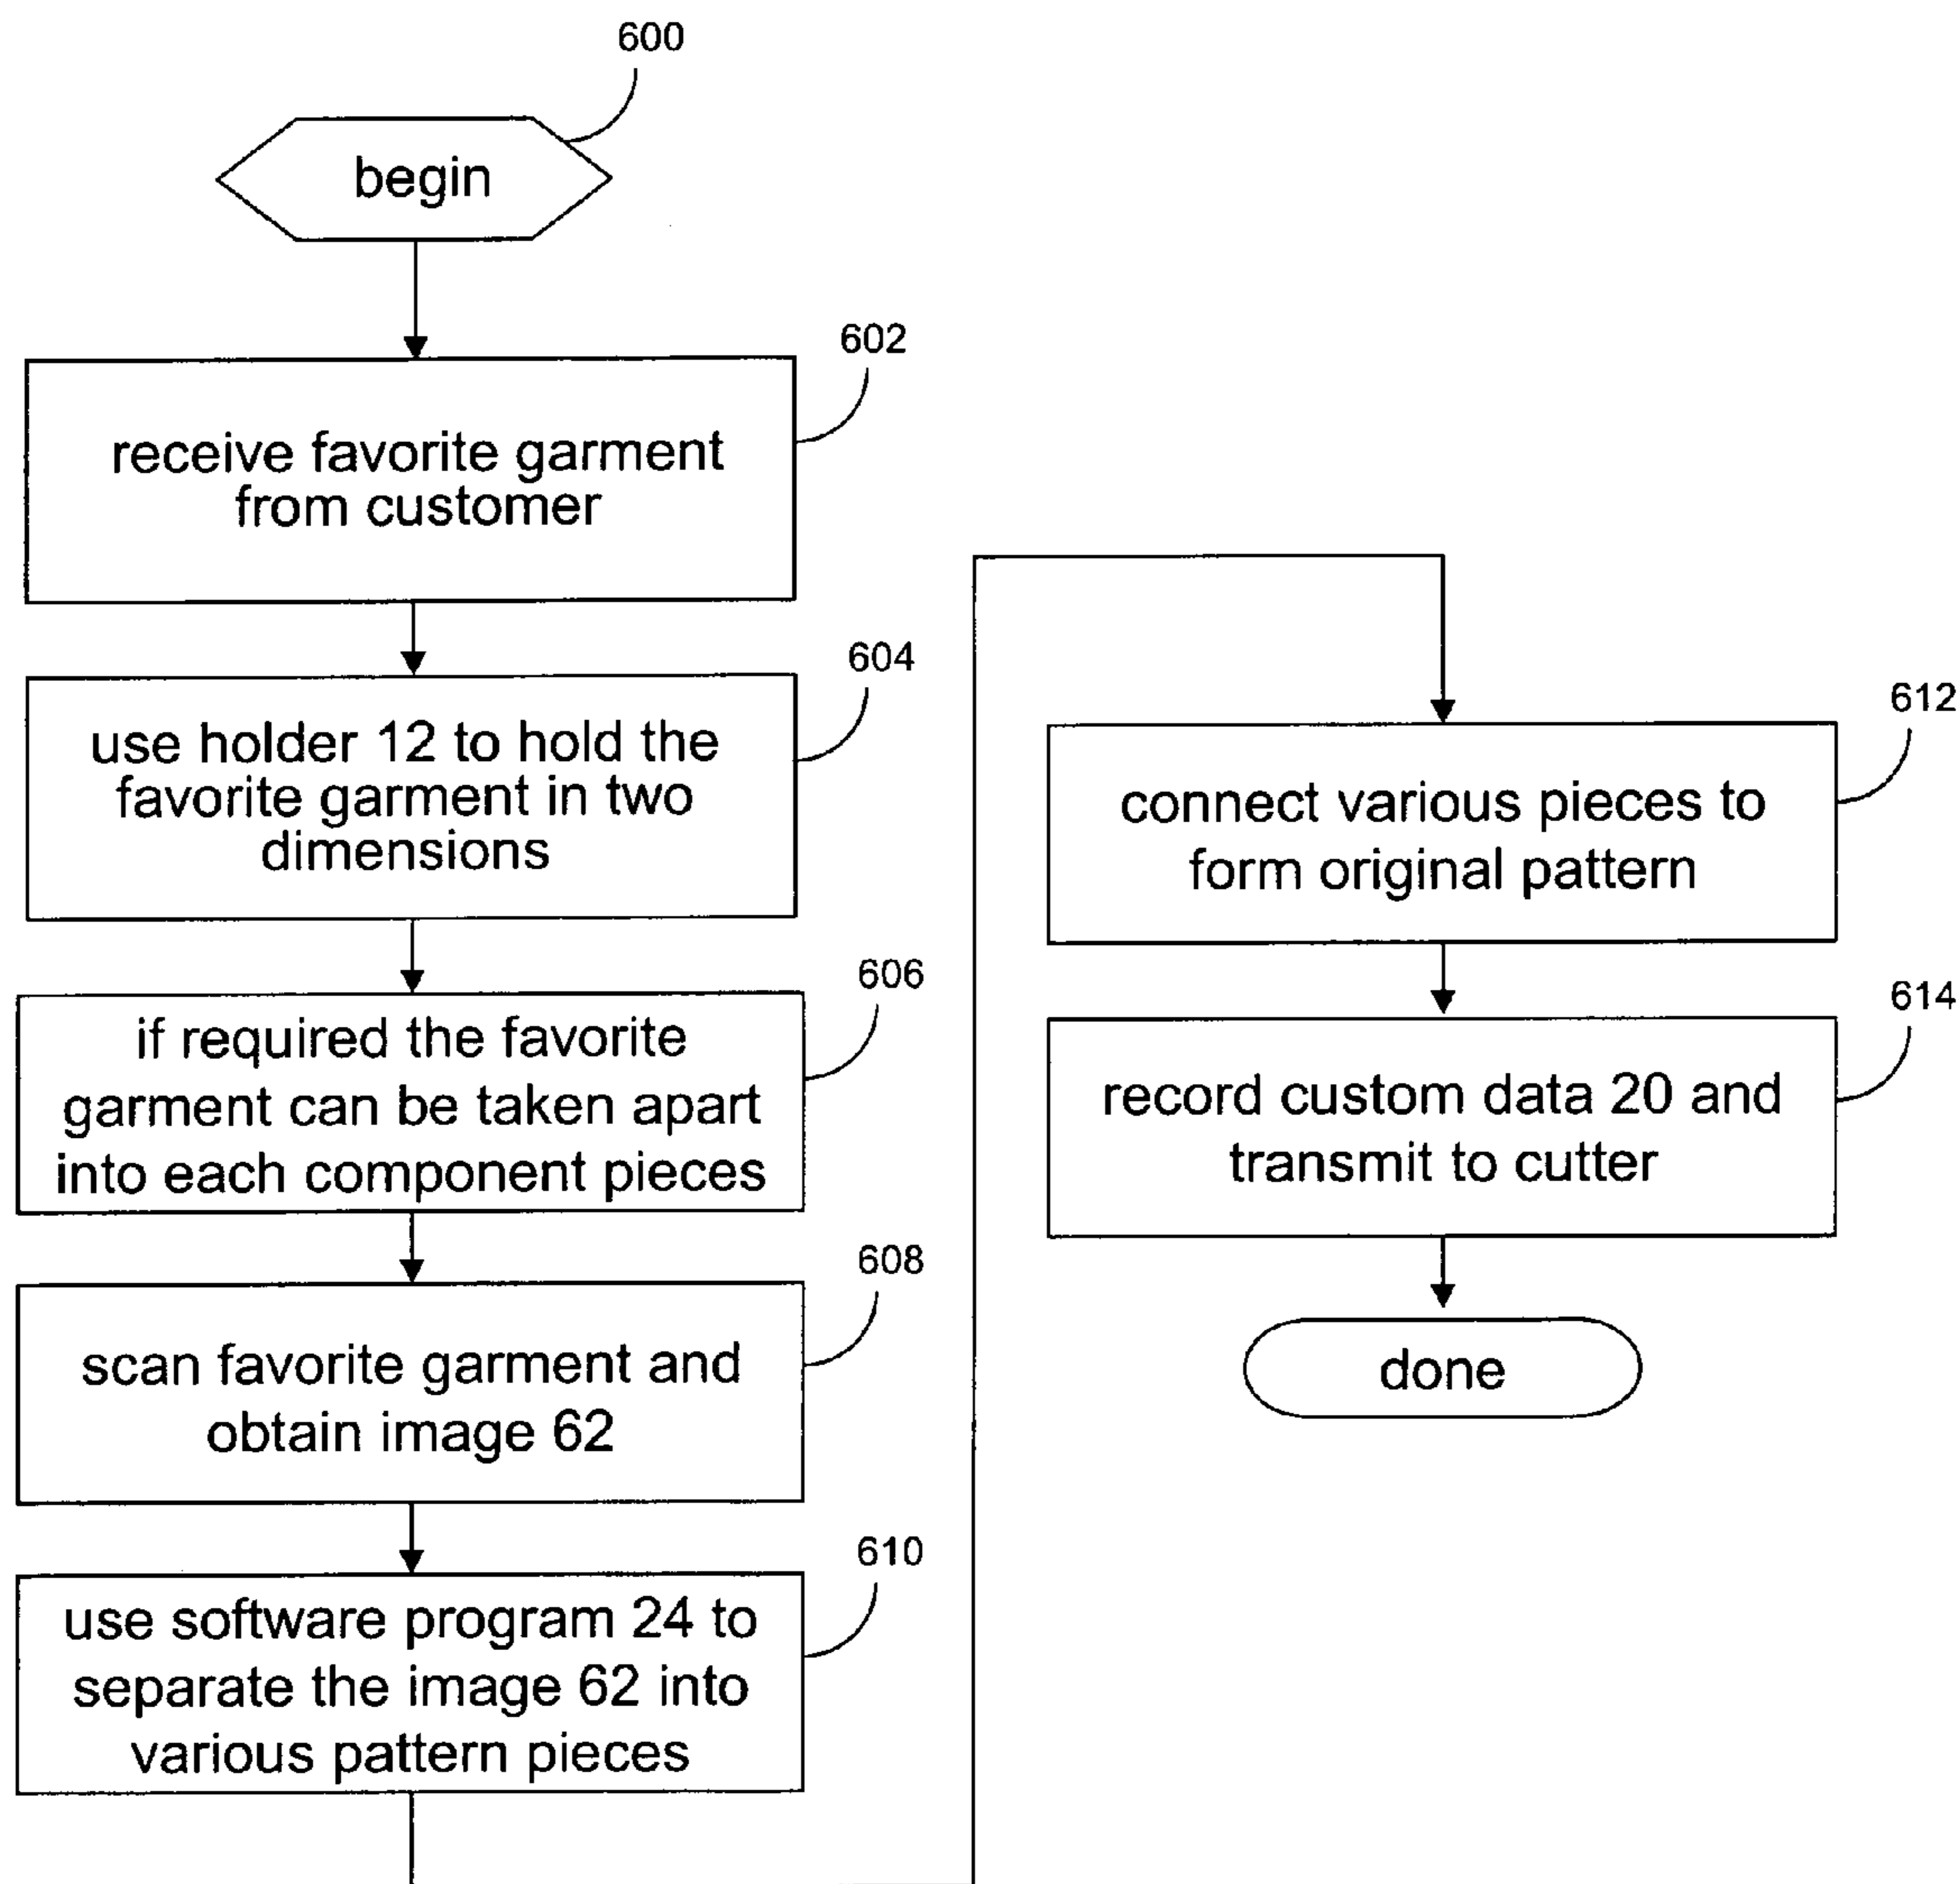 600
begin
602
receive favorite garment
from customer
604
use holder 12 to hold the
favorite garment in two
dimensions
606
if required the favorite
garment can be taken apart
into each component pieces
608
scan favorite garment and
obtain image 62
610
use software program 24 to
separate the image 62 into
various pattern pieces
612
connect various pieces to
form original pattern
614
record custom data 20 and
transmit to cutter
done